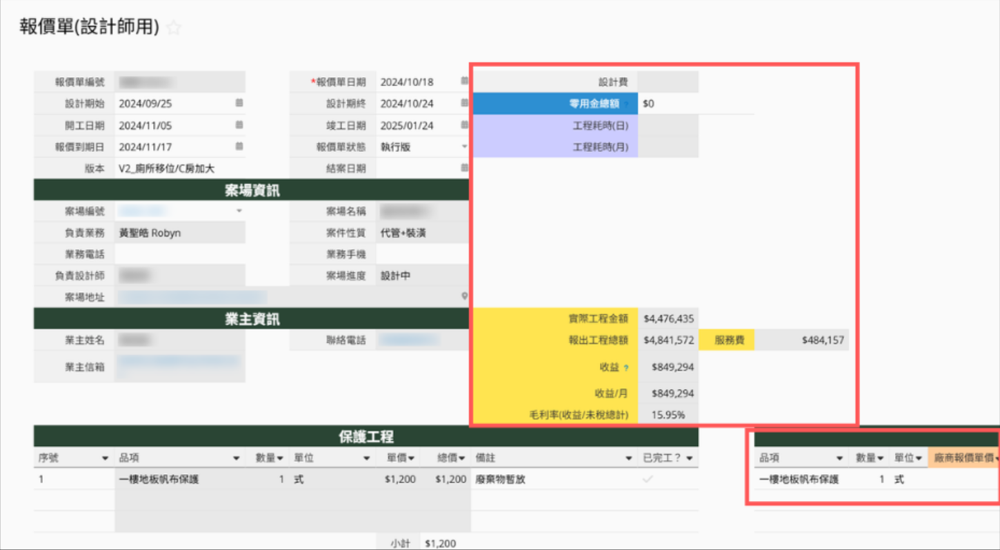 報價單(設計師用)
報價單編號 *報價單日期 2024/10/18 設計費
設計期始 2024/09/25 設計期終 2024/10/24 零用金總額 ? $0
開工日期 2024/11/05 竣工日期 2025/01/24 工程耗時(日)
報價到期日 2024/11/17 報價單狀態 執行版 工程耗時(月)
版本 V2_廁所移位/C房加大 結案日期
案場資訊
案場編號 案場名稱
負責業務 黃聖皓 Robyn 案件性質 代管+裝潢
業務電話 業務手機
負責設計師 案場進度 設計中
案場地址
業主資訊 實際工程金額 $4,476,435
業主姓名 聯絡電話 報出工程總額 $4,841,572 服務費 $484,157
業主信箱 收益 ? $849,294
收益/月 $849,294
毛利率(收益/未稅總計) 15.95%
保護工程
序號 品項 數量 單位 單價 總價 備註 已完工? 品項 數量 單位 廠商報價單價
1 一樓地板帆布保護 1 式 $1,200 $1,200 廢棄物暫放 一樓地板帆布保護 1 式
小計 $1,200